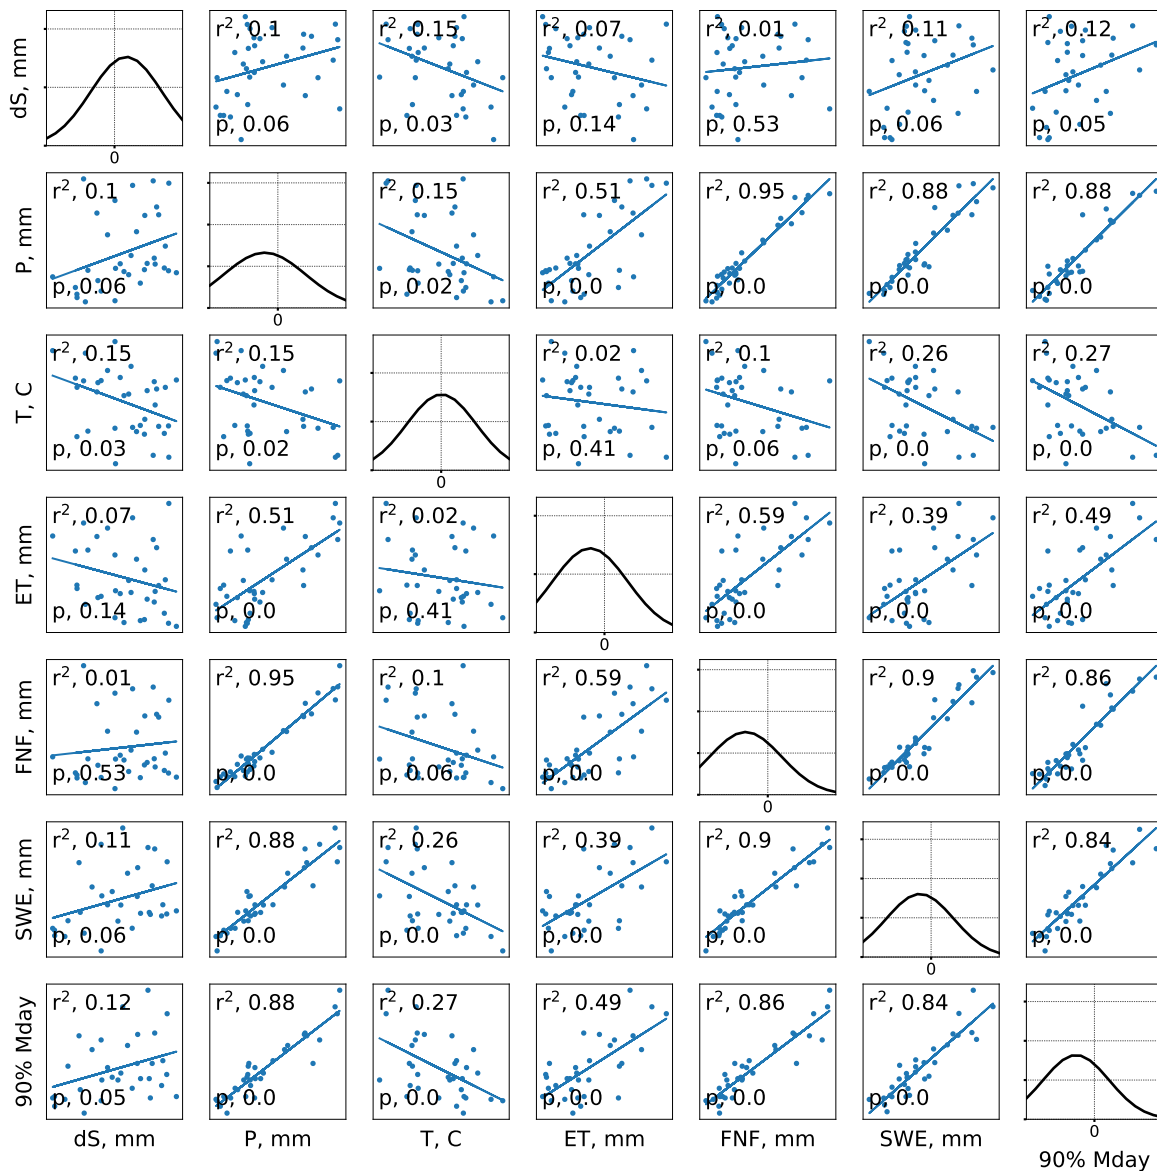 dS, mm
0
r², 0.1
p, 0.06
r², 0.15
p, 0.03
r², 0.07
p, 0.14
r², 0.01
p, 0.53
r², 0.11
p, 0.06
r², 0.12
p, 0.05
P, mm
r², 0.1
p, 0.06
0
r², 0.15
p, 0.02
r², 0.51
p, 0.0
r², 0.95
p, 0.0
r², 0.88
p, 0.0
r², 0.88
p, 0.0
T, C
r², 0.15
p, 0.03
r², 0.15
p, 0.02
0
r², 0.02
p, 0.41
r², 0.1
p, 0.06
r², 0.26
p, 0.0
r², 0.27
p, 0.0
ET, mm
r², 0.07
p, 0.14
r², 0.51
p, 0.0
r², 0.02
p, 0.41
0
r², 0.59
p, 0.0
r², 0.39
p, 0.0
r², 0.49
p, 0.0
FNF, mm
r², 0.01
p, 0.53
r², 0.95
p, 0.0
r², 0.1
p, 0.06
r², 0.59
p, 0.0
0
r², 0.9
p, 0.0
r², 0.86
p, 0.0
SWE, mm
r², 0.11
p, 0.06
r², 0.88
p, 0.0
r², 0.26
p, 0.0
r², 0.39
p, 0.0
r², 0.9
p, 0.0
0
r², 0.84
p, 0.0
90% Mday
r², 0.12
p, 0.05
r², 0.88
p, 0.0
r², 0.27
p, 0.0
r², 0.49
p, 0.0
r², 0.86
p, 0.0
r², 0.84
p, 0.0
0
dS, mm
P, mm
T, C
ET, mm
FNF, mm
SWE, mm
90% Mday